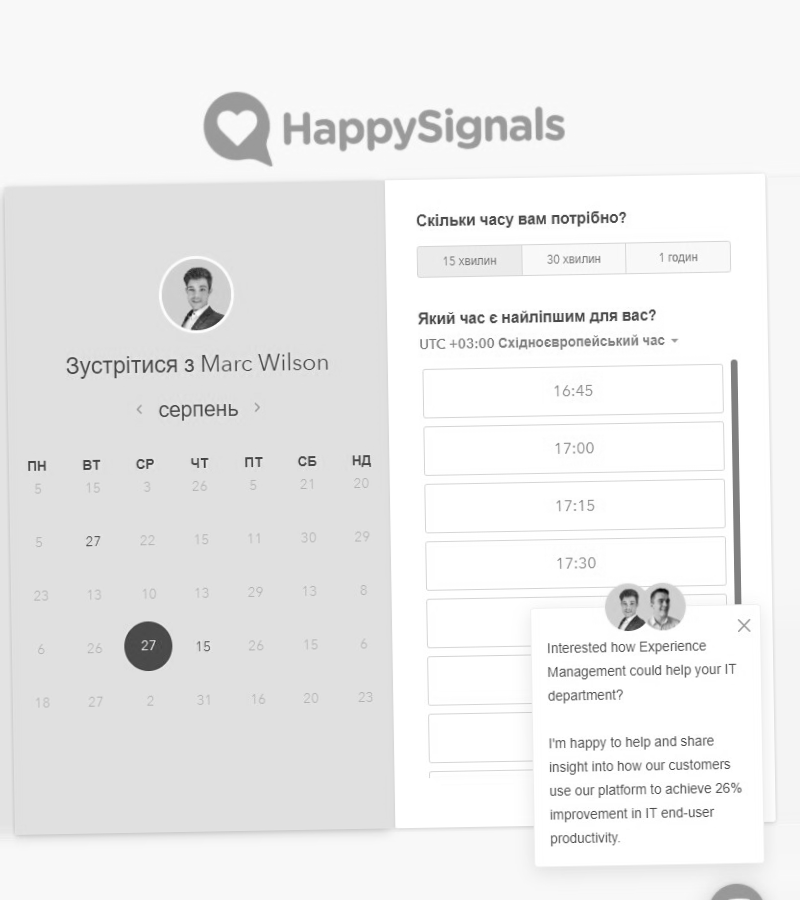 HappySignals
Зустрітися з Marc Wilson
серпень
ПН ВТ СР ЧТ ПТ СБ НД
5 15 3 26 5 21 20
5 27 22 15 11 30 29
23 13 10 13 29 13 8
6 26 27 15 26 15 6
18 27 2 31 16 20 23
Скільки часу вам потрібно?
15 хвилин 30 хвилин 1 годин
Який час є найліпшим для вас?
UTC +03:00 Східноєвропейський час
16:45
17:00
17:15
17:30
Interested how Experience
Management could help your IT
department?
I'm happy to help and share
insight into how our customers
use our platform to achieve 26%
improvement in IT end-user
productivity.